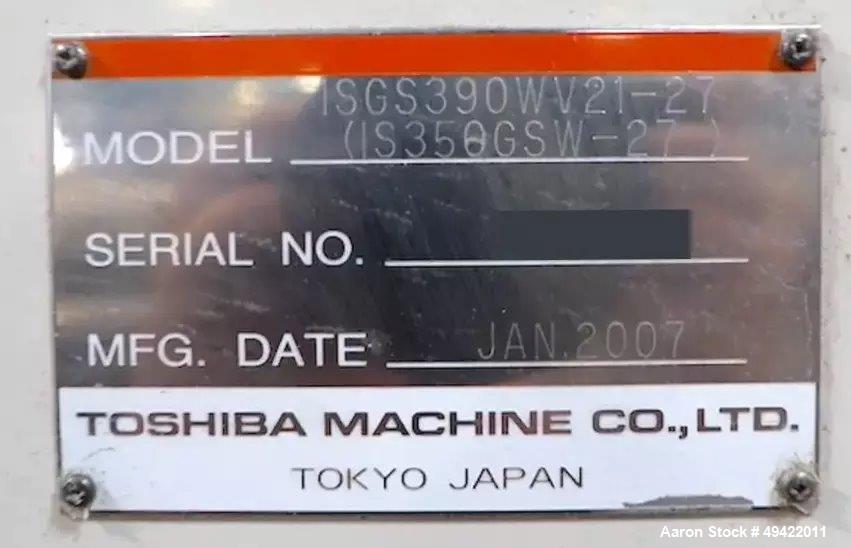 ISGS390WV21-27
MODEL (IS350GSW-27)
SERIAL NO.
MFG. DATE JAN.2007
TOSHIBA MACHINE CO.,LTD.
TOKYO JAPAN
Aaron Stock # 49422011